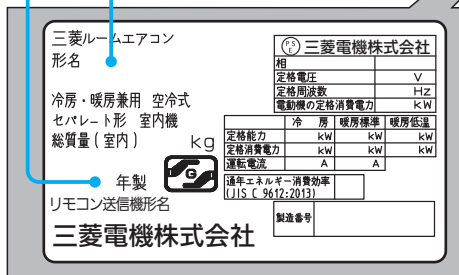 三菱ルームエアコン
形名
冷房・暖房兼用 空冷式
セパレート形 室内機
総質量(室内) kg
年製
リモコン送信機形名
三菱電機株式会社
PSE 三菱電機株式会社
相
定格電圧 V
定格周波数 Hz
電動機の定格消費電力 kW
冷 房 暖房標準 暖房低温
定格能力 kW kW kW
定格消費電力 kW kW kW
運転電流 A A
通年エネルギー消費効率
(JIS C 9612:2013)
製造番号